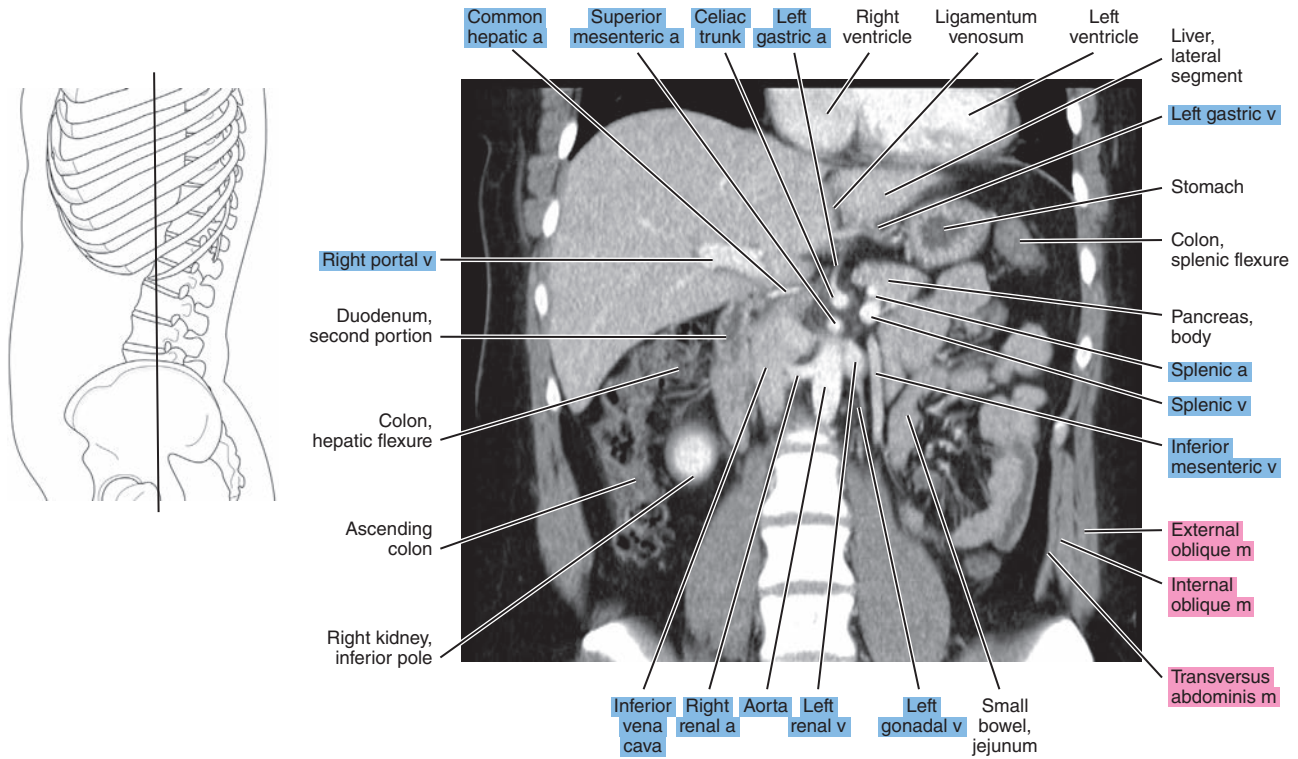 Common
hepatic a
Superior
mesenteric a
Celiac
trunk
Left
gastric a
Right
ventricle
Ligamentum
venosum
Left
ventricle
Liver,
lateral
segment
Left gastric v
Stomach
Colon,
splenic flexure
Pancreas,
body
Splenic a
Splenic v
Inferior
mesenteric v
External
oblique m
Internal
oblique m
Transversus
abdominis m
Right portal v
Duodenum,
second portion
Colon,
hepatic flexure
Ascending
colon
Right kidney,
inferior pole
Inferior
vena
cava
Right
renal a
Aorta
Left
renal v
Left
gonadal v
Small
bowel,
jejunum